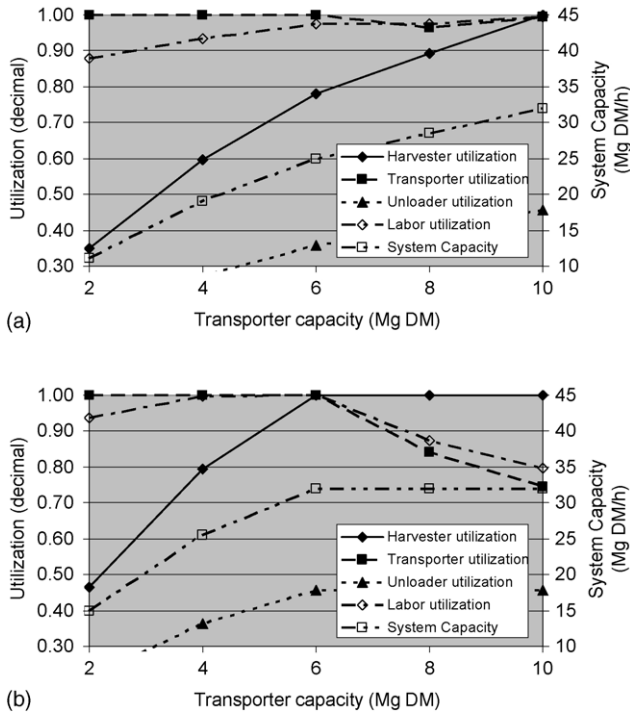 1.00
0.90
0.80
0.70
0.60
0.50
0.40
0.30
Utilization (decimal)
45
40
35
30
25
20
15
10
System Capacity
(Mg DM/h)
Harvester utilization
Transporter utilization
Unloader utilization
Labor utilization
System Capacity
2 4 6 8 10
Transporter capacity (Mg DM)
(a)
1.00
0.90
0.80
0.70
0.60
0.50
0.40
0.30
Utilization (decimal)
45
40
35
30
25
20
15
10
System Capacity
(Mg DM/h)
Harvester utilization
Transporter utilization
Unloader utilization
Labor utilization
System Capacity
2 4 6 8 10
Transporter capacity (Mg DM)
(b)